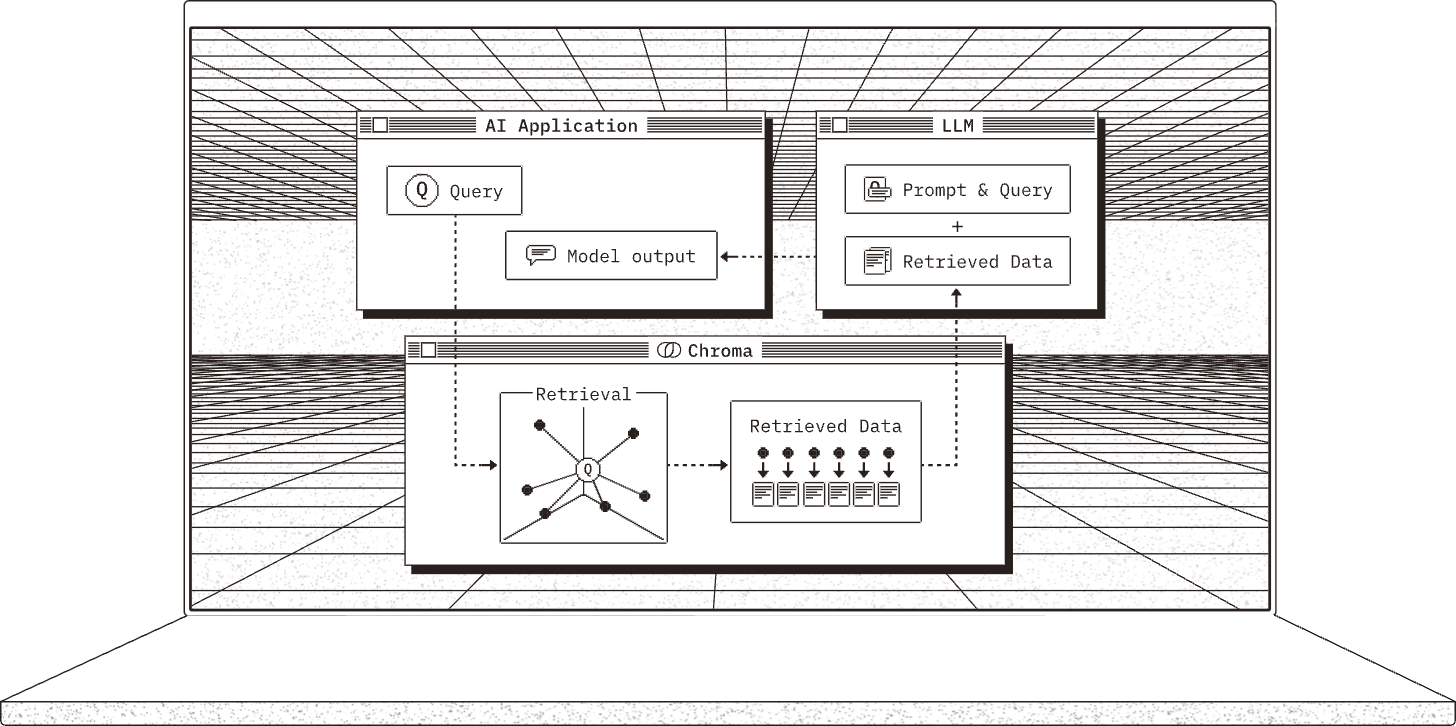 AI Application
Q Query
Model output
LLM
Prompt & Query
+
Retrieved Data
Chroma
Retrieval
Q
Retrieved Data